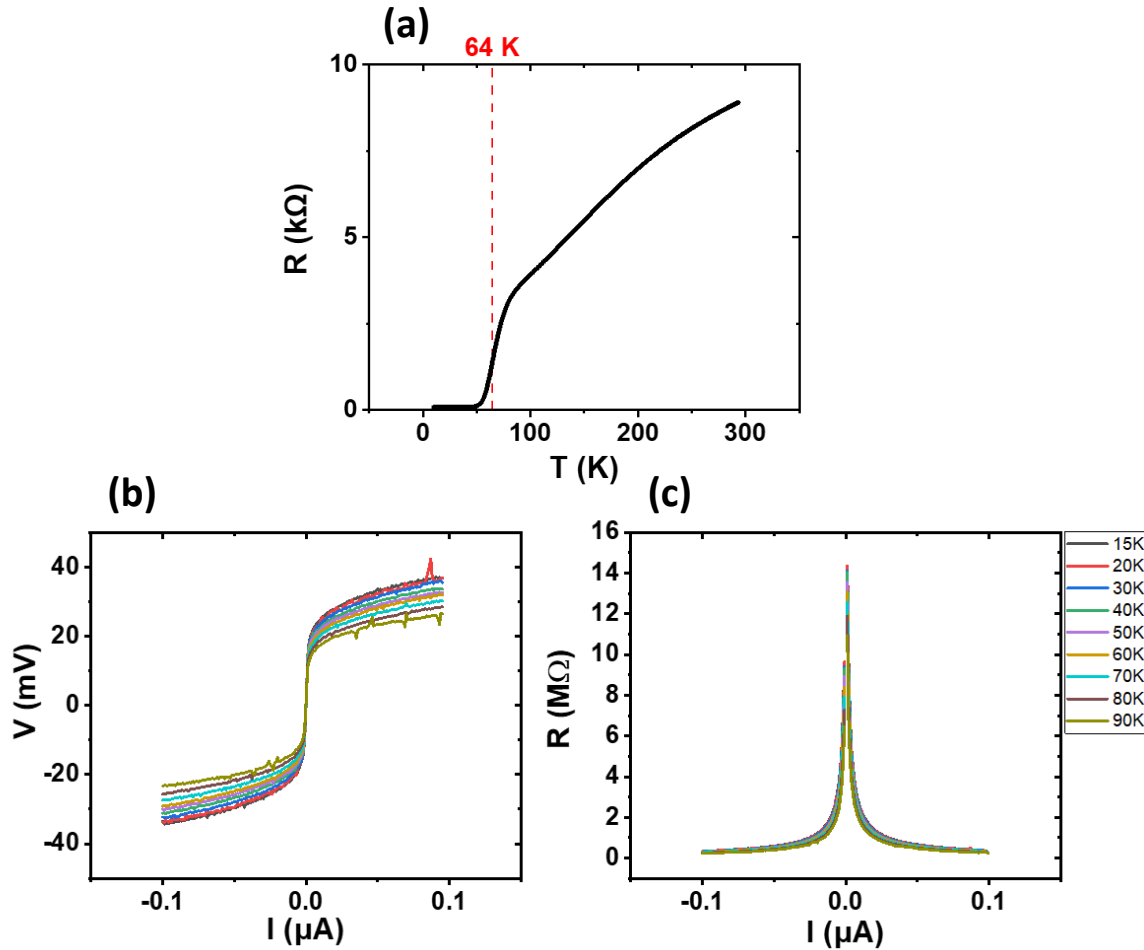 (a)
64 K
10
5
0
R (kΩ)
0 100 200 300
T (K)
(b)
40
20
0
-20
-40
V (mV)
-0.1 0.0 0.1
I (µA)
(c)
16
14
12
10
8
6
4
2
0
R (MΩ)
-0.1 0.0 0.1
I (µA)
15K
20K
30K
40K
50K
60K
70K
80K
90K